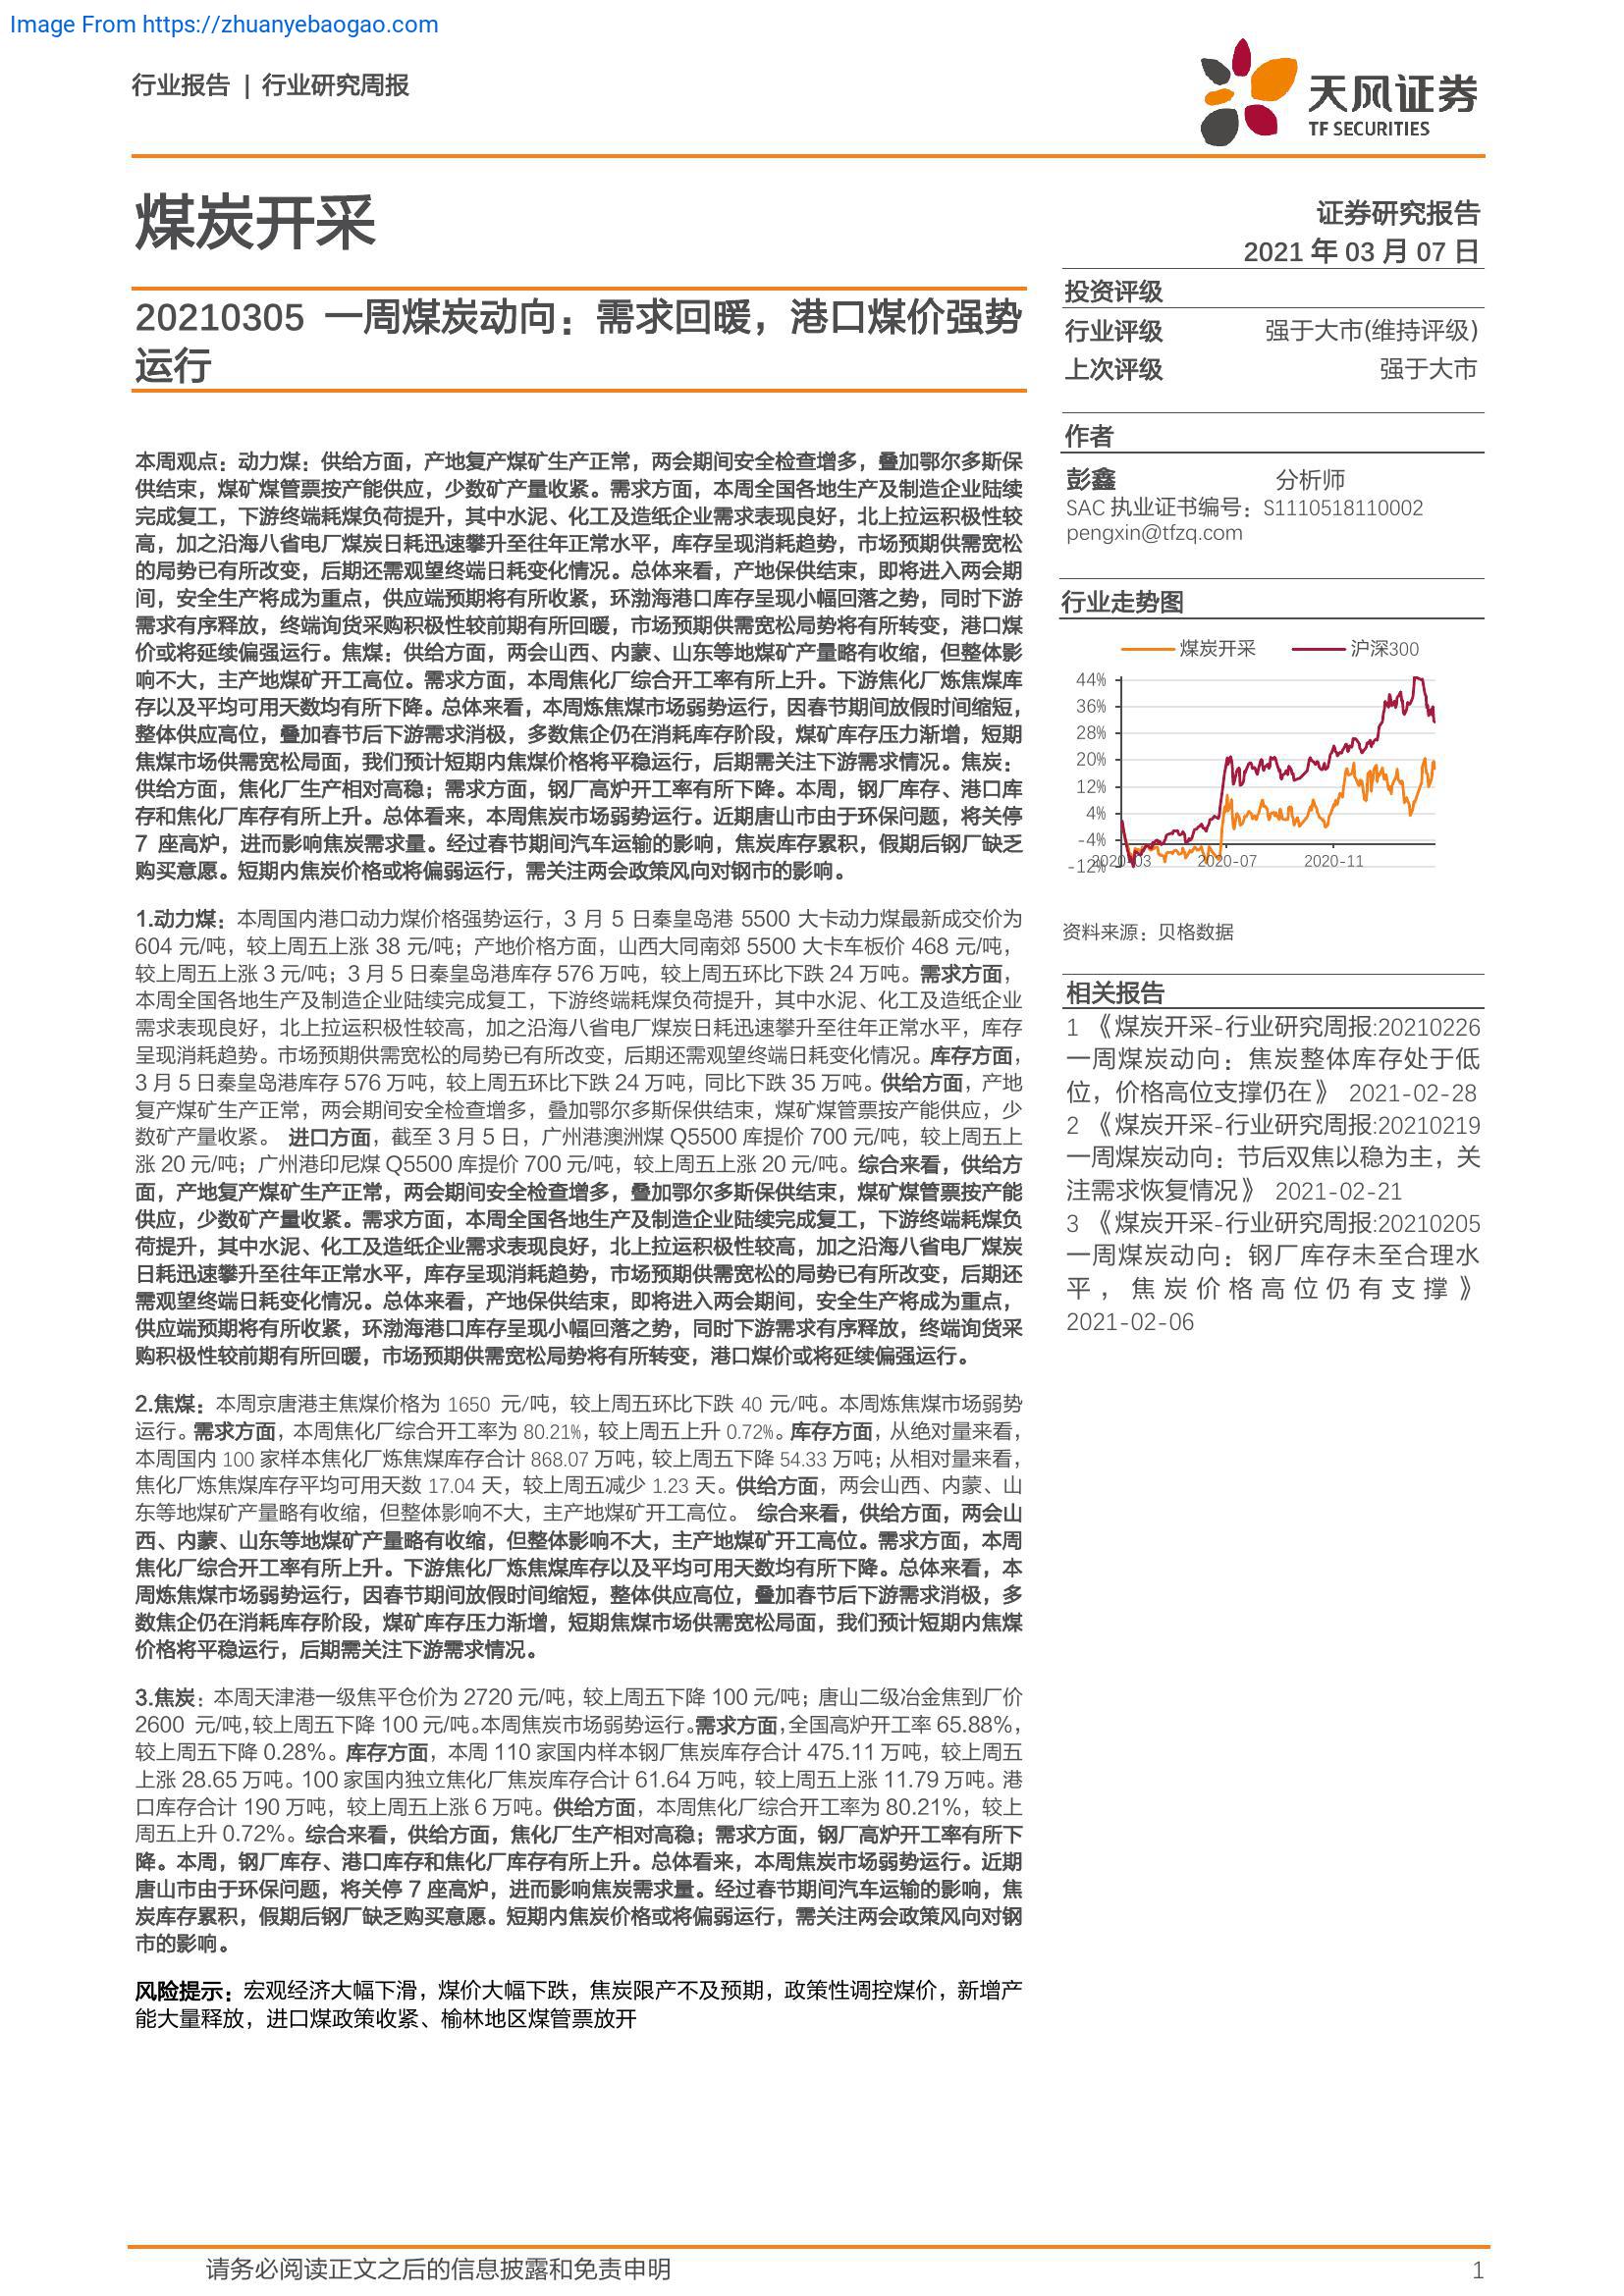 Image From https://zhuanyebaogao.com
行业报告 | 行业研究周报
天风证券
TF SECURITIES
煤炭开采
证券研究报告
2021 年 03 月 07 日
20210305 一周煤炭动向：需求回暖，港口煤价强势
运行
本周观点：动力煤：供给方面，产地复产煤矿生产正常，两会期间安全检查增多，叠加鄂尔多斯保
供结束，煤矿煤管票按产能供应，少数矿产量收紧。需求方面，本周全国各地生产及制造企业陆续
完成复工，下游终端耗煤负荷提升，其中水泥、化工及造纸企业需求表现良好，北上拉运积极性较
高，加之沿海八省电厂煤炭日耗迅速攀升至往年正常水平，库存呈现消耗趋势，市场预期供需宽松
的局势已有所改变，后期还需观望终端日耗变化情况。总体来看，产地保供结束，即将进入两会期
间，安全生产将成为重点，供应端预期将有所收紧，环渤海港口库存呈现小幅回落之势，同时下游
需求有序释放，终端询货采购积极性较前期有所回暖，市场预期供需宽松局势将有所转变，港口煤
价或将延续偏强运行。焦煤：供给方面，两会山西、内蒙、山东等地煤矿产量略有收缩，但整体影
响不大，主产地煤矿开工高位。需求方面，本周焦化厂综合开工率有所上升。下游焦化厂炼焦煤库
存以及平均可用天数均有所下降。总体来看，本周炼焦煤市场弱势运行，因春节期间放假时间缩短，
整体供应高位，叠加春节后下游需求消极，多数焦企仍在消耗库存阶段，煤矿库存压力渐增，短期
焦煤市场供需宽松局面，我们预计短期内焦煤价格将平稳运行，后期需关注下游需求情况。焦炭：
供给方面，焦化厂生产相对高稳；需求方面，钢厂高炉开工率有所下降。本周，钢厂库存、港口库
存和焦化厂库存有所上升。总体看来，本周焦炭市场弱势运行。近期唐山市由于环保问题，将关停
7 座高炉，进而影响焦炭需求量。经过春节期间汽车运输的影响，焦炭库存累积，假期后钢厂缺乏
购买意愿。短期内焦炭价格或将偏弱运行，需关注两会政策风向对钢市的影响。
1.动力煤：本周国内港口动力煤价格强势运行，3 月 5 日秦皇岛港 5500 大卡动力煤最新成交价为
604 元/吨，较上周五上涨 38 元/吨；产地价格方面，山西大同南郊 5500 大卡车板价 468 元/吨，
较上周五上涨 3 元/吨；3 月 5 日秦皇岛港库存 576 万吨，较上周五环比下跌 24 万吨。需求方面，
本周全国各地生产及制造企业陆续完成复工，下游终端耗煤负荷提升，其中水泥、化工及造纸企业
需求表现良好，北上拉运积极性较高，加之沿海八省电厂煤炭日耗迅速攀升至往年正常水平，库存
呈现消耗趋势。市场预期供需宽松的局势已有所改变，后期还需观望终端日耗变化情况。库存方面，
3 月 5 日秦皇岛港库存 576 万吨，较上周五环比下跌 24 万吨，同比下跌 35 万吨。供给方面，产地
复产煤矿生产正常，两会期间安全检查增多，叠加鄂尔多斯保供结束，煤矿煤管票按产能供应，少
数矿产量收紧。 进口方面，截至 3 月 5 日，广州港澳洲煤 Q5500 库提价 700 元/吨，较上周五上
涨 20 元/吨；广州港印尼煤 Q5500 库提价 700 元/吨，较上周五上涨 20 元/吨。综合来看，供给方
面，产地复产煤矿生产正常，两会期间安全检查增多，叠加鄂尔多斯保供结束，煤矿煤管票按产能
供应，少数矿产量收紧。需求方面，本周全国各地生产及制造企业陆续完成复工，下游终端耗煤负
荷提升，其中水泥、化工及造纸企业需求表现良好，北上拉运积极性较高，加之沿海八省电厂煤炭
日耗迅速攀升至往年正常水平，库存呈现消耗趋势，市场预期供需宽松的局势已有所改变，后期还
需观望终端日耗变化情况。总体来看，产地保供结束，即将进入两会期间，安全生产将成为重点，
供应端预期将有所收紧，环渤海港口库存呈现小幅回落之势，同时下游需求有序释放，终端询货采
购积极性较前期有所回暖，市场预期供需宽松局势将有所转变，港口煤价或将延续偏强运行。
2.焦煤：本周京唐港主焦煤价格为 1650 元/吨，较上周五环比下跌 40 元/吨。本周炼焦煤市场弱势
运行。需求方面，本周焦化厂综合开工率为 80.21%，较上周五上升 0.72%。库存方面，从绝对量来看，
本周国内 100 家样本焦化厂炼焦煤库存合计 868.07 万吨，较上周五下降 54.33 万吨；从相对量来看，
焦化厂炼焦煤库存平均可用天数 17.04 天，较上周五减少 1.23 天。供给方面，两会山西、内蒙、山
东等地煤矿产量略有收缩，但整体影响不大，主产地煤矿开工高位。 综合来看，供给方面，两会山
西、内蒙、山东等地煤矿产量略有收缩，但整体影响不大，主产地煤矿开工高位。需求方面，本周
焦化厂综合开工率有所上升。下游焦化厂炼焦煤库存以及平均可用天数均有所下降。总体来看，本
周炼焦煤市场弱势运行，因春节期间放假时间缩短，整体供应高位，叠加春节后下游需求消极，多
数焦企仍在消耗库存阶段，煤矿库存压力渐增，短期焦煤市场供需宽松局面，我们预计短期内焦煤
价格将平稳运行，后期需关注下游需求情况。
3.焦炭：本周天津港一级焦平仓价为 2720 元/吨，较上周五下降 100 元/吨；唐山二级冶金焦到厂价
2600 元/吨，较上周五下降 100 元/吨。本周焦炭市场弱势运行。需求方面，全国高炉开工率 65.88%，
较上周五下降 0.28%。库存方面，本周 110 家国内样本钢厂焦炭库存合计 475.11 万吨，较上周五
上涨 28.65 万吨。100 家国内独立焦化厂焦炭库存合计 61.64 万吨，较上周五上涨 11.79 万吨。港
口库存合计 190 万吨，较上周五上涨 6 万吨。供给方面，本周焦化厂综合开工率为 80.21%，较上
周五上升 0.72%。综合来看，供给方面，焦化厂生产相对高稳；需求方面，钢厂高炉开工率有所下
降。本周，钢厂库存、港口库存和焦化厂库存有所上升。总体看来，本周焦炭市场弱势运行。近期
唐山市由于环保问题，将关停 7 座高炉，进而影响焦炭需求量。经过春节期间汽车运输的影响，焦
炭库存累积，假期后钢厂缺乏购买意愿。短期内焦炭价格或将偏弱运行，需关注两会政策风向对钢
市的影响。
风险提示：宏观经济大幅下滑，煤价大幅下跌，焦炭限产不及预期，政策性调控煤价，新增产
能大量释放，进口煤政策收紧、榆林地区煤管票放开
投资评级
行业评级 强于大市(维持评级)
上次评级 强于大市
作者
彭鑫 分析师
SAC 执业证书编号：S1110518110002
pengxin@tfzq.com
行业走势图
煤炭开采 沪深300
44%
36%
28%
20%
12%
4%
-4%
-12%
2020-03 2020-07 2020-11
资料来源：贝格数据
相关报告
1 《煤炭开采-行业研究周报:20210226
一周煤炭动向：焦炭整体库存处于低
位，价格高位支撑仍在》 2021-02-28
2 《煤炭开采-行业研究周报:20210219
一周煤炭动向：节后双焦以稳为主，关
注需求恢复情况》 2021-02-21
3 《煤炭开采-行业研究周报:20210205
一周煤炭动向：钢厂库存未至合理水
平，焦炭价格高位仍有支撑》
2021-02-06
请务必阅读正文之后的信息披露和免责申明
1